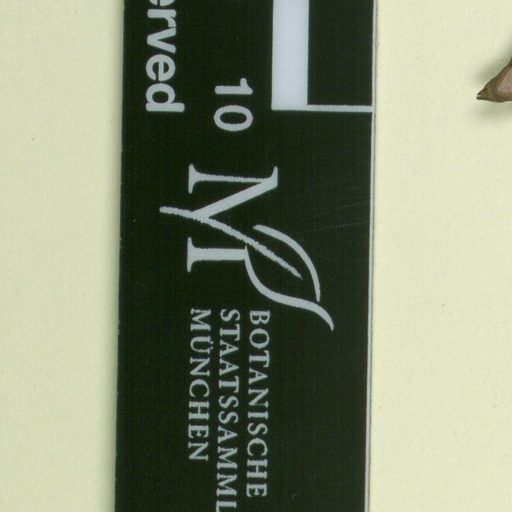 erved
10
BOTANISCHE
STAATSSAMML
MÜNCHEN